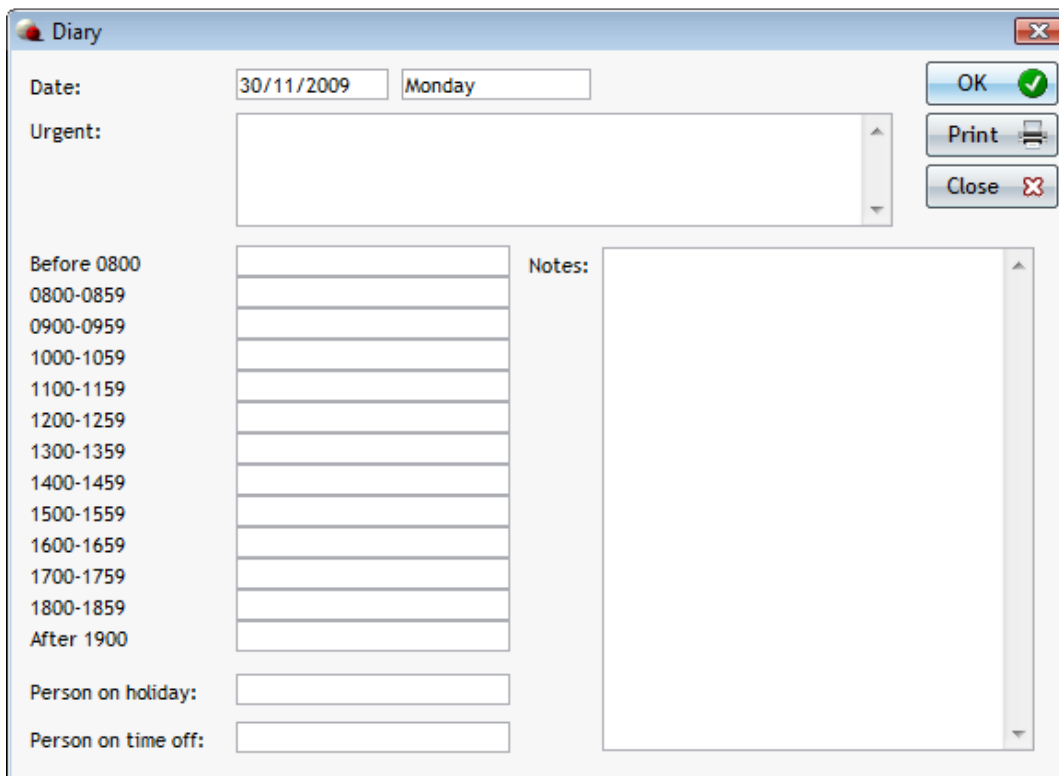 Diary
Date: 30/11/2009 Monday
OK
Urgent:
Print
Close
Before 0800
Notes:
0800-0859
0900-0959
1000-1059
1100-1159
1200-1259
1300-1359
1400-1459
1500-1559
1600-1659
1700-1759
1800-1859
After 1900
Person on holiday:
Person on time off: